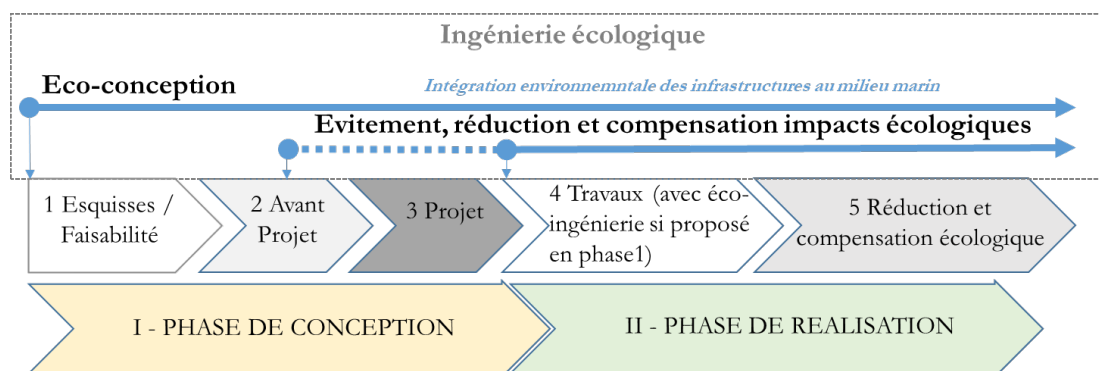 Ingénierie écologique
Eco-conception
Intégration environnemntale des infrastructures au milieu marin
Evitement, réduction et compensation impacts écologiques
1 Esquisses /
Faisabilité
2 Avant
Projet
3 Projet
4 Travaux (avec éco-
ingénierie si proposé
en phase1)
5 Réduction et
compensation écologique
I - PHASE DE CONCEPTION
II - PHASE DE REALISATION